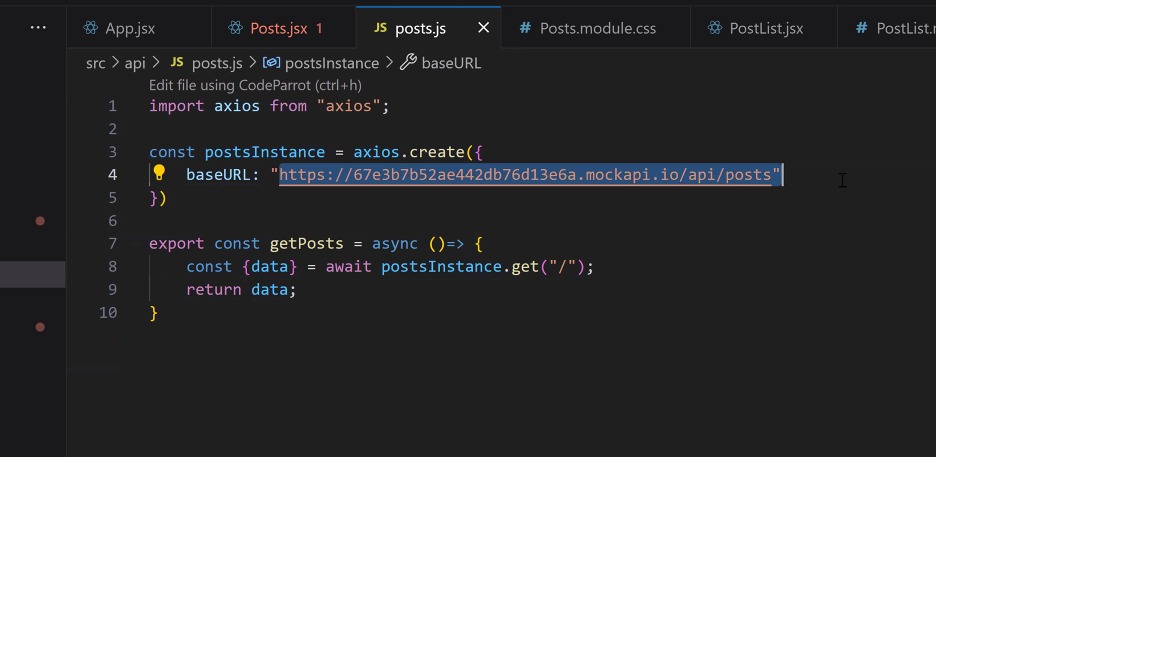 ··· App.jsx Posts.jsx 1 JS posts.js # Posts.module.css PostList.jsx # PostList.
src > api > JS posts.js > postsInstance > baseURL
Edit file using CodeParrot (ctrl+h)
1 import axios from "axios";
2
3 const postsInstance = axios.create({
4 baseURL: "https://67e3b7b52ae442db76d13e6a.mockapi.io/api/posts"
5 })
6
7 export const getPosts = async ()=> {
8 const {data} = await postsInstance.get("/");
9 return data;
10 }